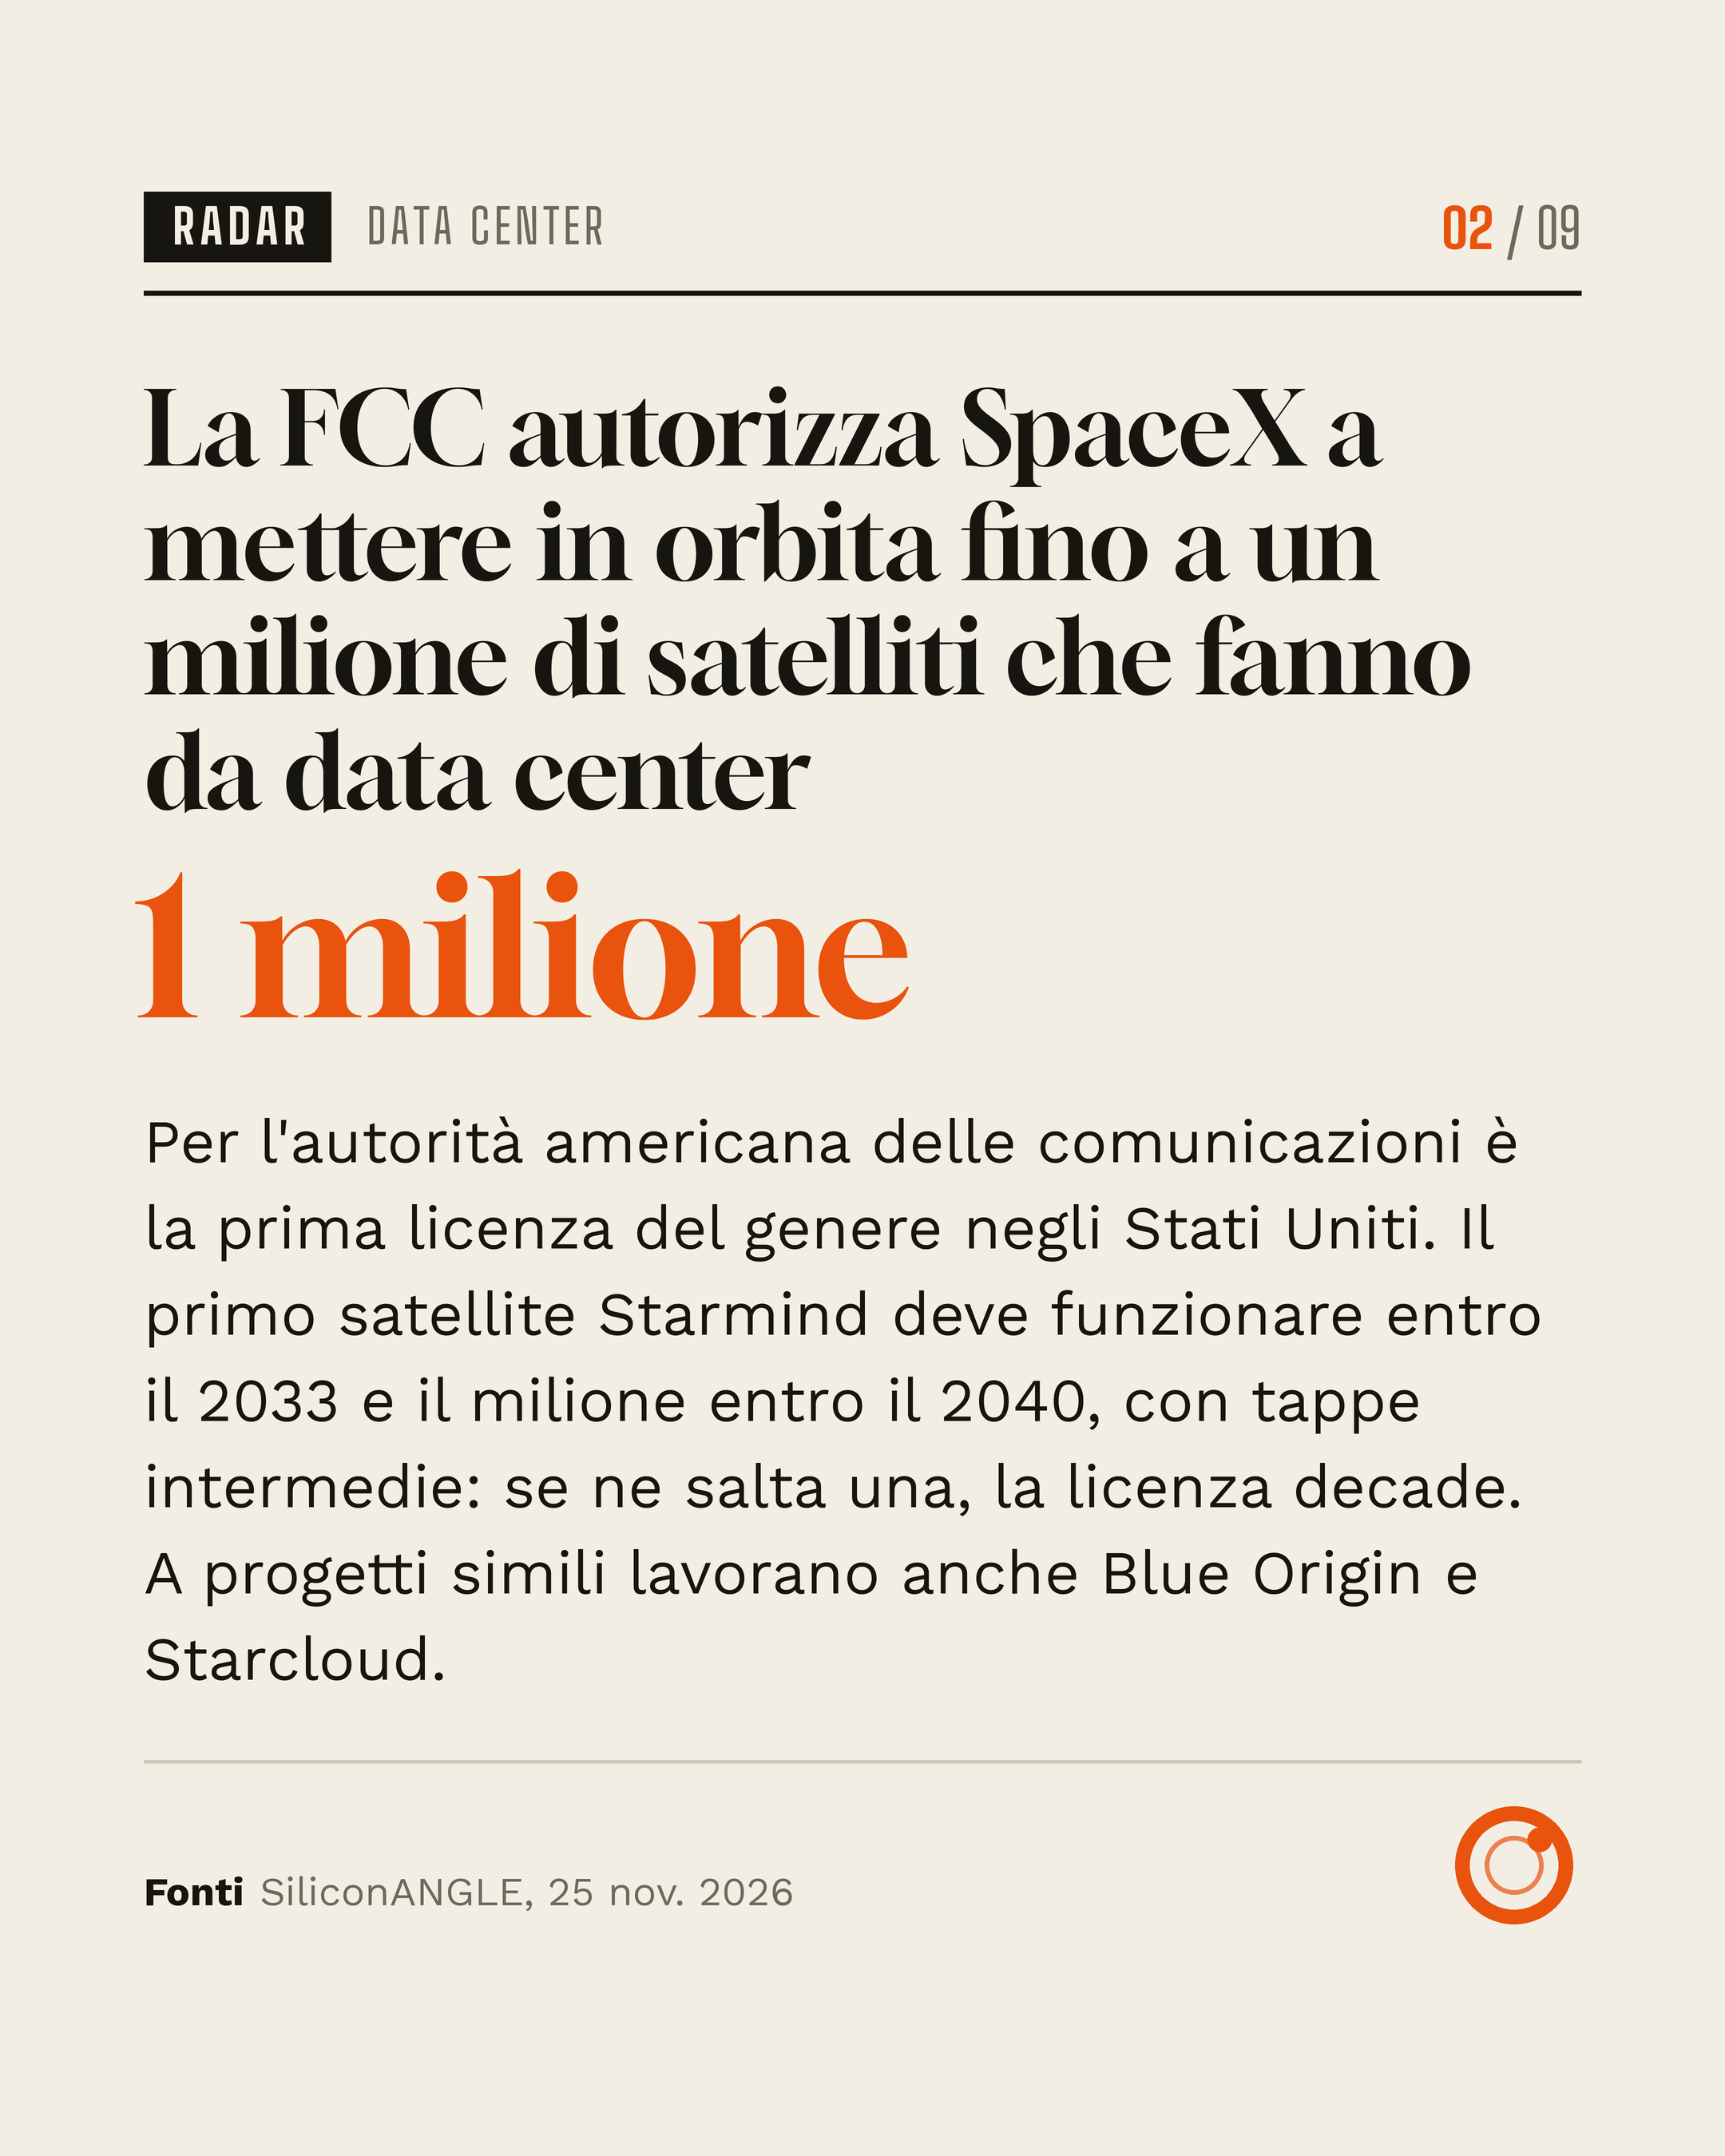 RADAR DATA CENTER 02 / 09
La FCC autorizza SpaceX a
mettere in orbita fino a un
milione di satelliti che fanno
da data center
1 milione
Per l'autorità americana delle comunicazioni è
la prima licenza del genere negli Stati Uniti. Il
primo satellite Starmind deve funzionare entro
il 2033 e il milione entro il 2040, con tappe
intermedie: se ne salta una, la licenza decade.
A progetti simili lavorano anche Blue Origin e
Starcloud.
Fonti SiliconANGLE, 25 nov. 2026